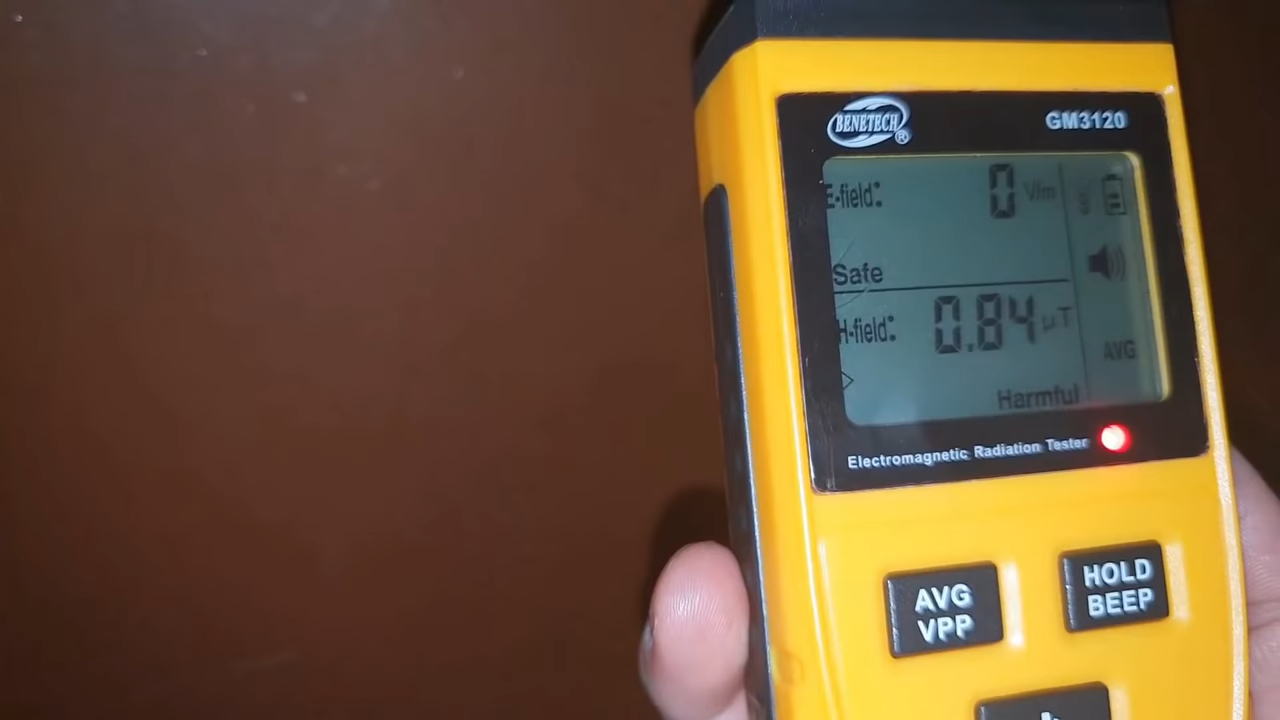 BENETECH®
GM3120
E-field: 0 V/m
Safe
H-field: 0.84 µT
AVG
Harmful
Electromagnetic Radiation Tester
AVG
VPP
HOLD
BEEP